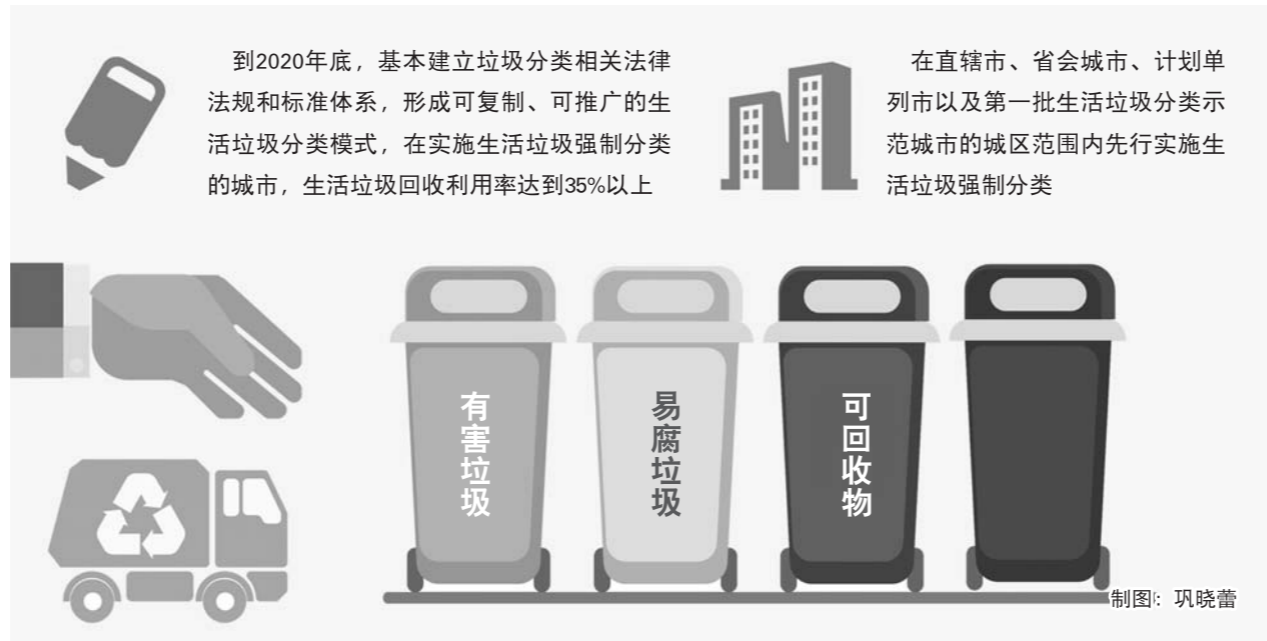 到2020年底，基本建立垃圾分类相关法律
法规和标准体系，形成可复制、可推广的生
活垃圾分类模式，在实施生活垃圾强制分类
的城市，生活垃圾回收利用率达到35%以上
在直辖市、省会城市、计划单
列市以及第一批生活垃圾分类示
范城市的城区范围内先行实施生
活垃圾强制分类
有害垃圾
易腐垃圾
可回收物
制图：巩晓蕾